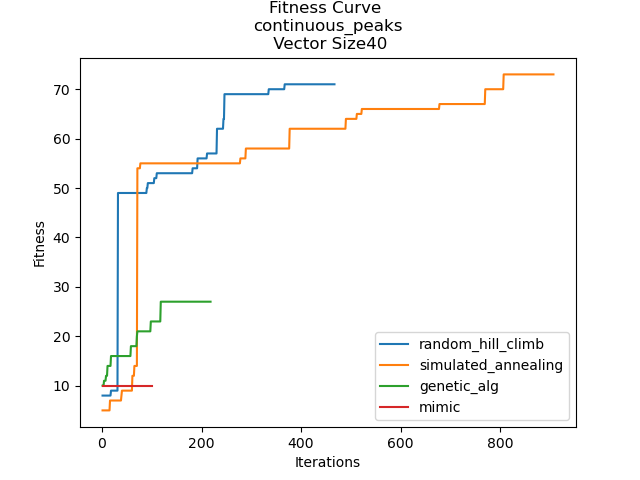 Fitness Curve
continuous_peaks
Vector Size40
Fitness
70
60
50
40
30
20
10
0
200
400
600
800
Iterations
random_hill_climb
simulated_annealing
genetic_alg
mimic